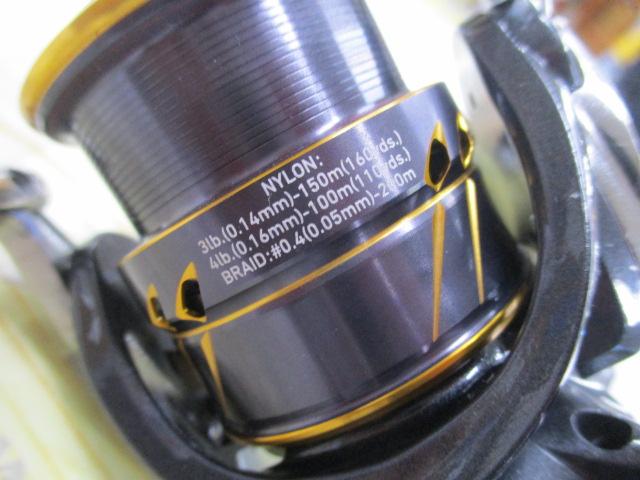 NYLON:
3lb.(0.14mm)-150m(160yds.)
4lb.(0.16mm)-100m(110yds.)
BRAID:#0.4(0.05mm)-200m